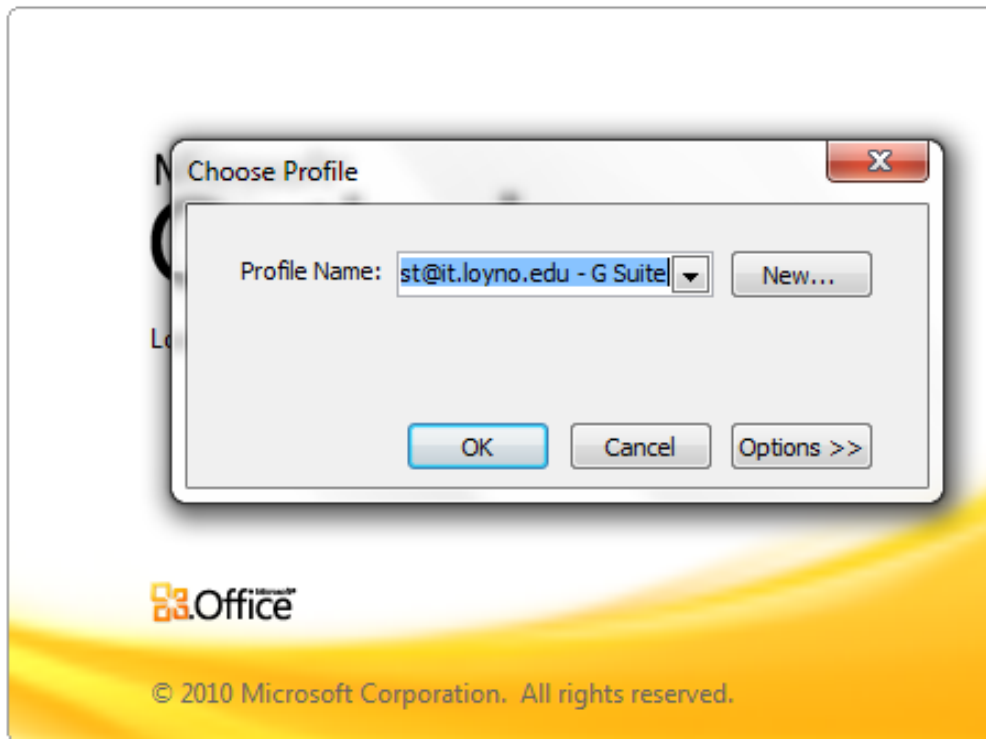 Choose Profile
Profile Name: st@it.loyno.edu - G Suite New...
OK Cancel Options >>
Microsoft®
Office
© 2010 Microsoft Corporation. All rights reserved.